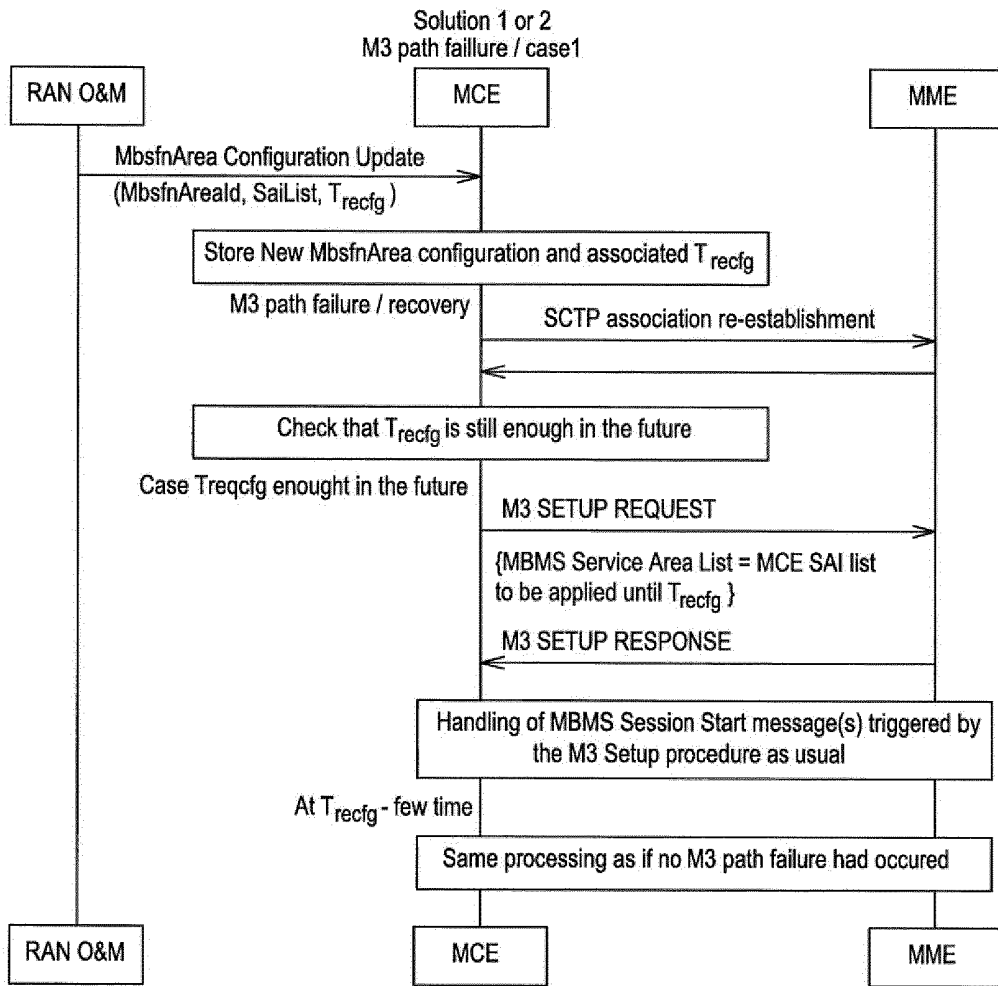 Solution 1 or 2
M3 path faillure / case1
RAN O&M
MCE
MME
MbsfnArea Configuration Update
(MbsfnAreaId, SaiList, Trecfg )
Store New MbsfnArea configuration and associated Trecfg
M3 path failure / recovery
SCTP association re-establishment
Check that Trecfg is still enough in the future
Case Treqcfg enought in the future
M3 SETUP REQUEST
{MBMS Service Area List = MCE SAI list
to be applied until Trecfg }
M3 SETUP RESPONSE
Handling of MBMS Session Start message(s) triggered by
the M3 Setup procedure as usual
At Trecfg - few time
Same processing as if no M3 path failure had occured
RAN O&M
MCE
MME